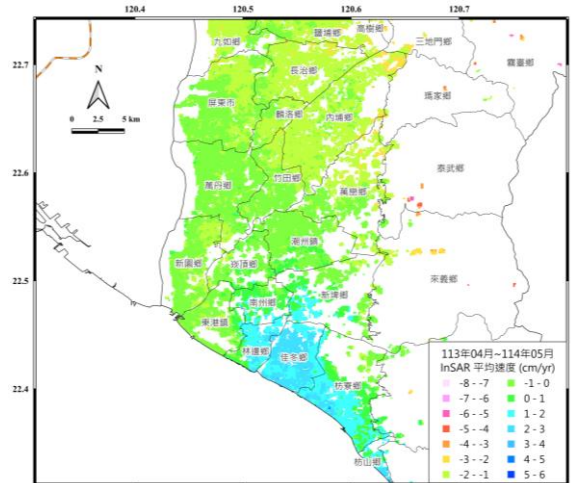 120.4 120.5 120.6 120.7
22.7
22.6
22.5
22.4
N
0 2.5 5 km
九如鄉
鹽埔鄉
高樹鄉
三地門鄉
霧臺鄉
長治鄉
屏東市
瑪家鄉
麟洛鄉
內埔鄉
泰武鄉
竹田鄉
萬丹鄉
萬巒鄉
潮州鎮
新園鄉
崁頂鄉
來義鄉
南州鄉
新埤鄉
東港鎮
林邊鄉
佳冬鄉
枋寮鄉
枋山鄉
113年04月~114年05月
InSAR 平均速度 (cm/yr)
-8 - -7 -1 - 0
-7 - -6 0 - 1
-6 - -5 1 - 2
-5 - -4 2 - 3
-4 - -3 3 - 4
-3 - -2 4 - 5
-2 - -1 5 - 6